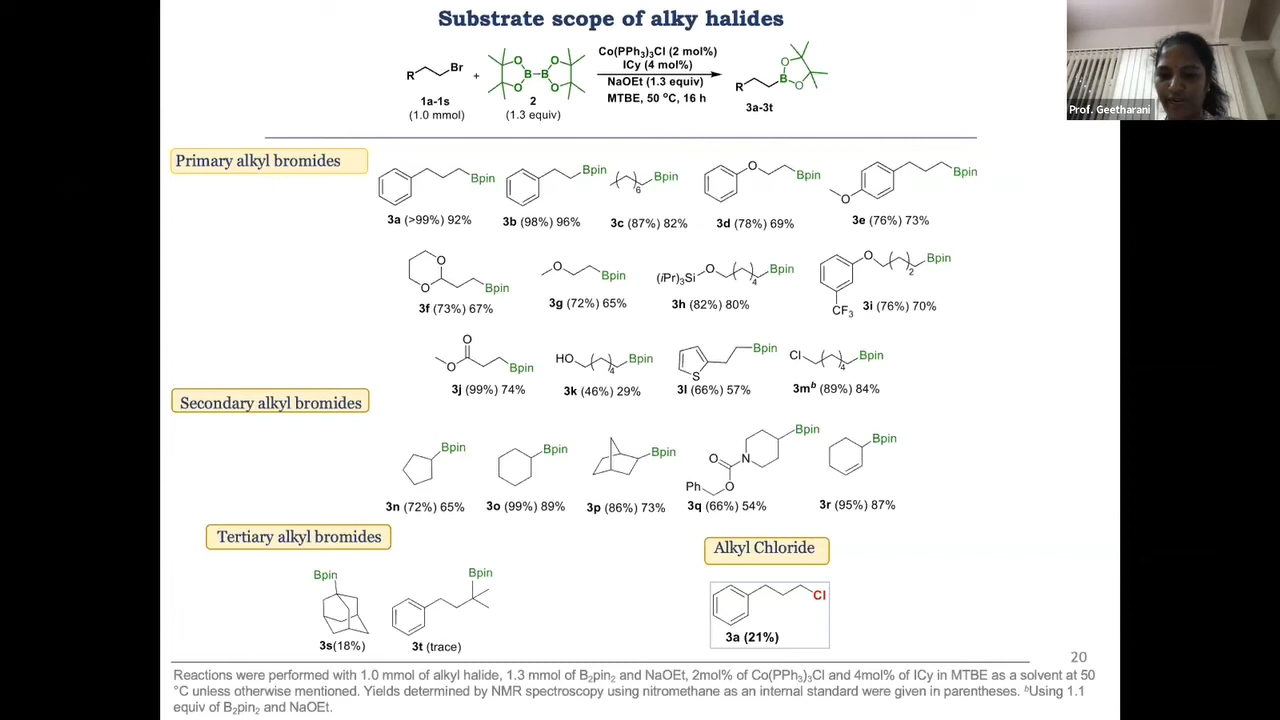 Substrate scope of alky halides
R
Br
+
O
O
B
B
O
O
Co(PPh3)3Cl (2 mol%)
ICy (4 mol%)
NaOEt (1.3 equiv)
MTBE, 50 °C, 16 h
R
B
O
O
1a-1s
(1.0 mmol)
2
(1.3 equiv)
3a-3t
Prof. Geetharani
Primary alkyl bromides
Bpin
3a (>99%) 92%
Bpin
3b (98%) 96%
6
Bpin
3c (87%) 82%
O
Bpin
3d (78%) 69%
O
Bpin
3e (76%) 73%
O
O
Bpin
3f (73%) 67%
O
Bpin
3g (72%) 65%
(iPr)3Si
O
4
Bpin
3h (82%) 80%
O
2
Bpin
CF3
3i (76%) 70%
O
O
Bpin
3j (99%) 74%
HO
4
Bpin
3k (46%) 29%
S
Bpin
3l (66%) 57%
Cl
4
Bpin
3mb (89%) 84%
Secondary alkyl bromides
Bpin
3n (72%) 65%
Bpin
3o (99%) 89%
Bpin
3p (86%) 73%
Bpin
O
N
Ph
O
3q (66%) 54%
Bpin
3r (95%) 87%
Tertiary alkyl bromides
Bpin
3s(18%)
Bpin
3t (trace)
Alkyl Chloride
Cl
3a (21%)
20
Reactions were performed with 1.0 mmol of alkyl halide, 1.3 mmol of B2pin2 and NaOEt, 2mol% of Co(PPh3)3Cl and 4mol% of ICy in MTBE as a solvent at 50
°C unless otherwise mentioned. Yields determined by NMR spectroscopy using nitromethane as an internal standard were given in parentheses. bUsing 1.1
equiv of B2pin2 and NaOEt.